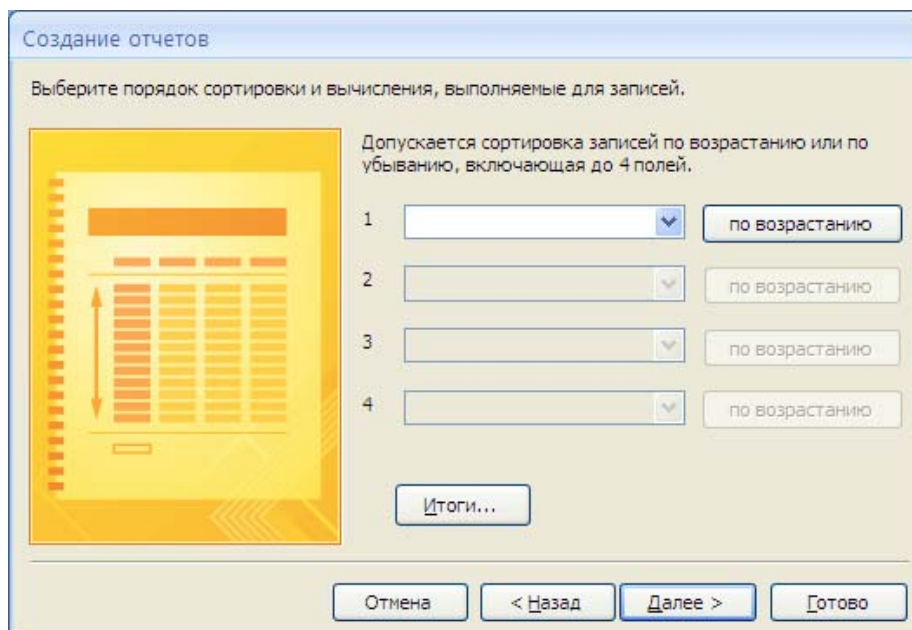 Создание отчетов
Выберите порядок сортировки и вычисления, выполняемые для записей.
Допускается сортировка записей по возрастанию или по
убыванию, включающая до 4 полей.
1 по возрастанию
2 по возрастанию
3 по возрастанию
4 по возрастанию
Итоги...
Отмена < Назад Далее > Готово